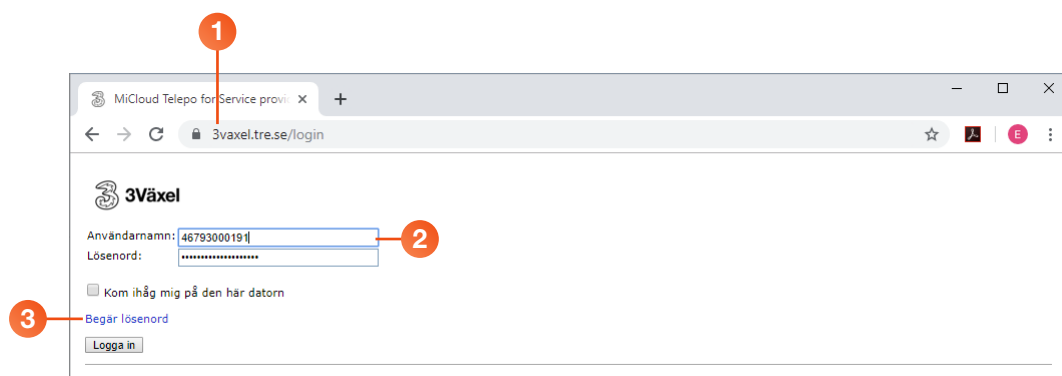 1
MiCloud Telepo for Service provi
3vaxel.tre.se/login
E
3Växel
Användarnamn: 46793000191
2
Lösenord: •••••••••••••••••••
Kom ihåg mig på den här datorn
3
Begär lösenord
Logga in